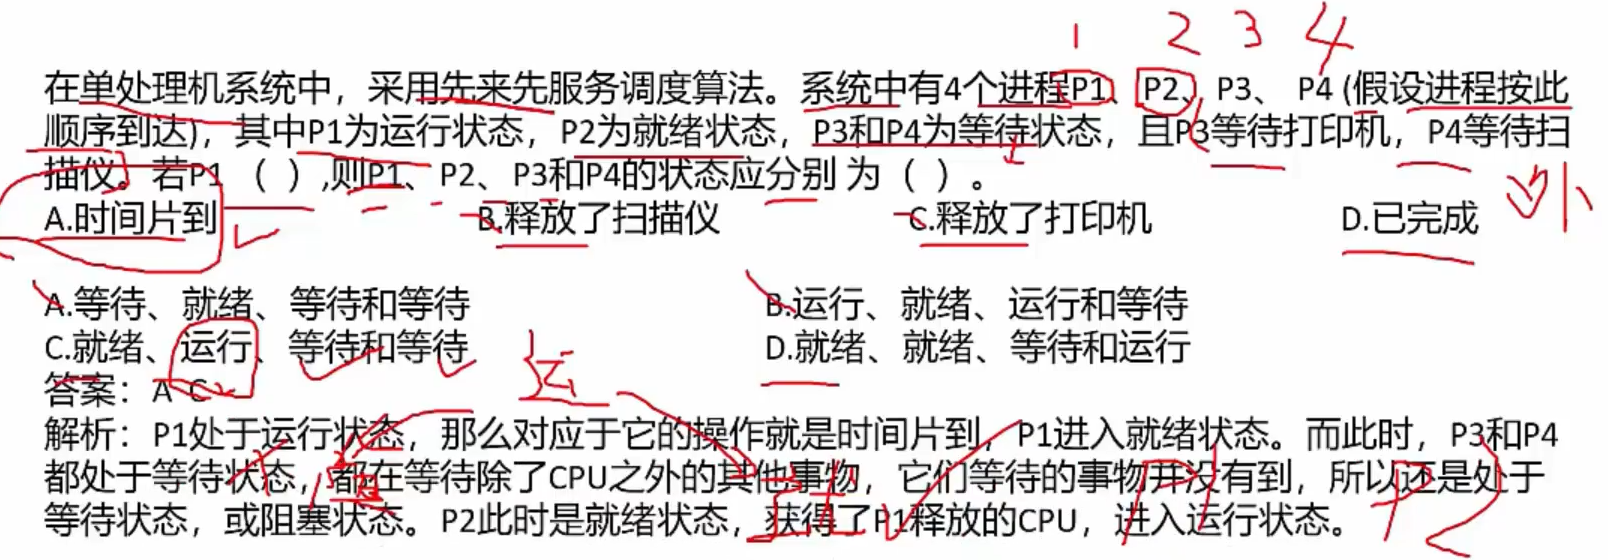 1 2 3 4
在单处理机系统中，采用先来先服务调度算法。系统中有4个进程P1、P2、P3、 P4 (假设进程按此
顺序到达)，其中P1为运行状态，P2为就绪状态，P3和P4为等待状态，且P3等待打印机，P4等待扫
描仪。若P1 （ ）,则P1、P2、P3和P4的状态应分别 为（ ）。
A.时间片到 B.释放了扫描仪 C.释放了打印机 D.已完成
A.等待、就绪、等待和等待 B.运行、就绪、运行和等待
C.就绪、运行、等待和等待 D.就绪、就绪、等待和运行
答案：A C
解析：P1处于运行状态，那么对应于它的操作就是时间片到，P1进入就绪状态。而此时，P3和P4
都处于等待状态，都在等待除了CPU之外的其他事物，它们等待的事物并没有到，所以还是处于
等待状态，或阻塞状态。P2此时是就绪状态，获得了P1释放的CPU，进入运行状态。
P1 P2